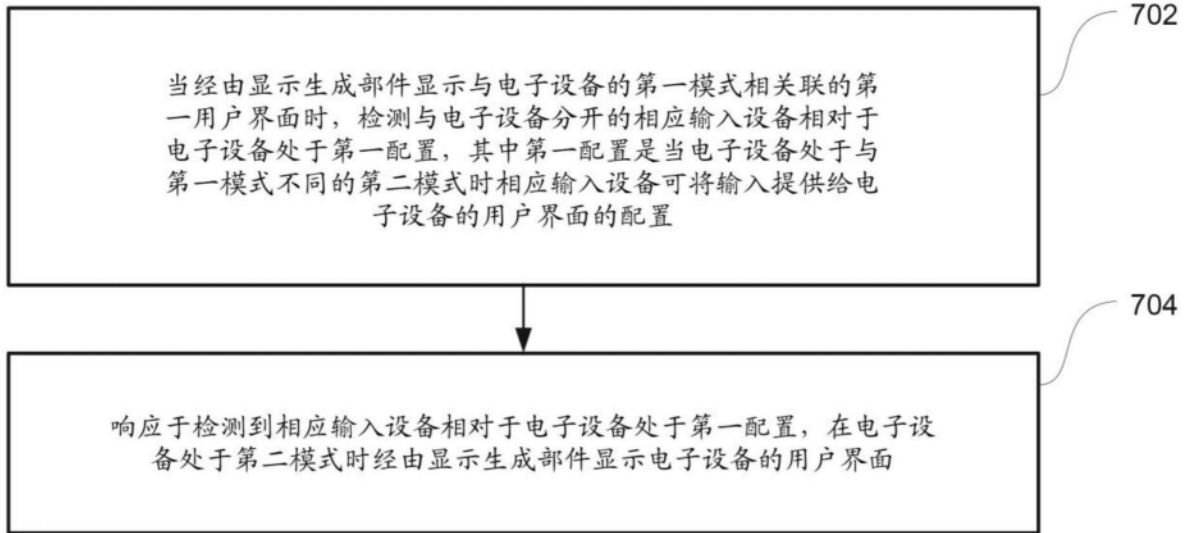 702
当经由显示生成部件显示与电子设备的第一模式相关联的第
一用户界面时，检测与电子设备分开的相应输入设备相对于
电子设备处于第一配置，其中第一配置是当电子设备处于与
第一模式不同的第二模式时相应输入设备可将输入提供给电
子设备的用户界面的配置
704
响应于检测到相应输入设备相对于电子设备处于第一配置，在电子设
备处于第二模式时经由显示生成部件显示电子设备的用户界面